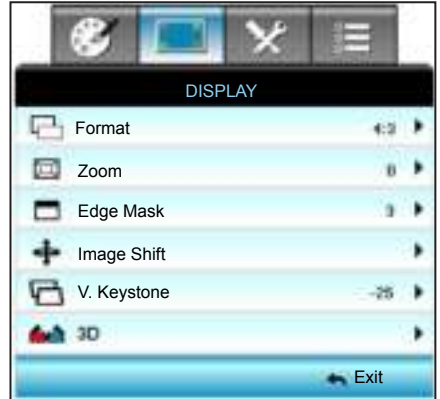 DISPLAY
Format 4:3
Zoom 0
Edge Mask 3
Image Shift
V. Keystone -25
3D
Exit